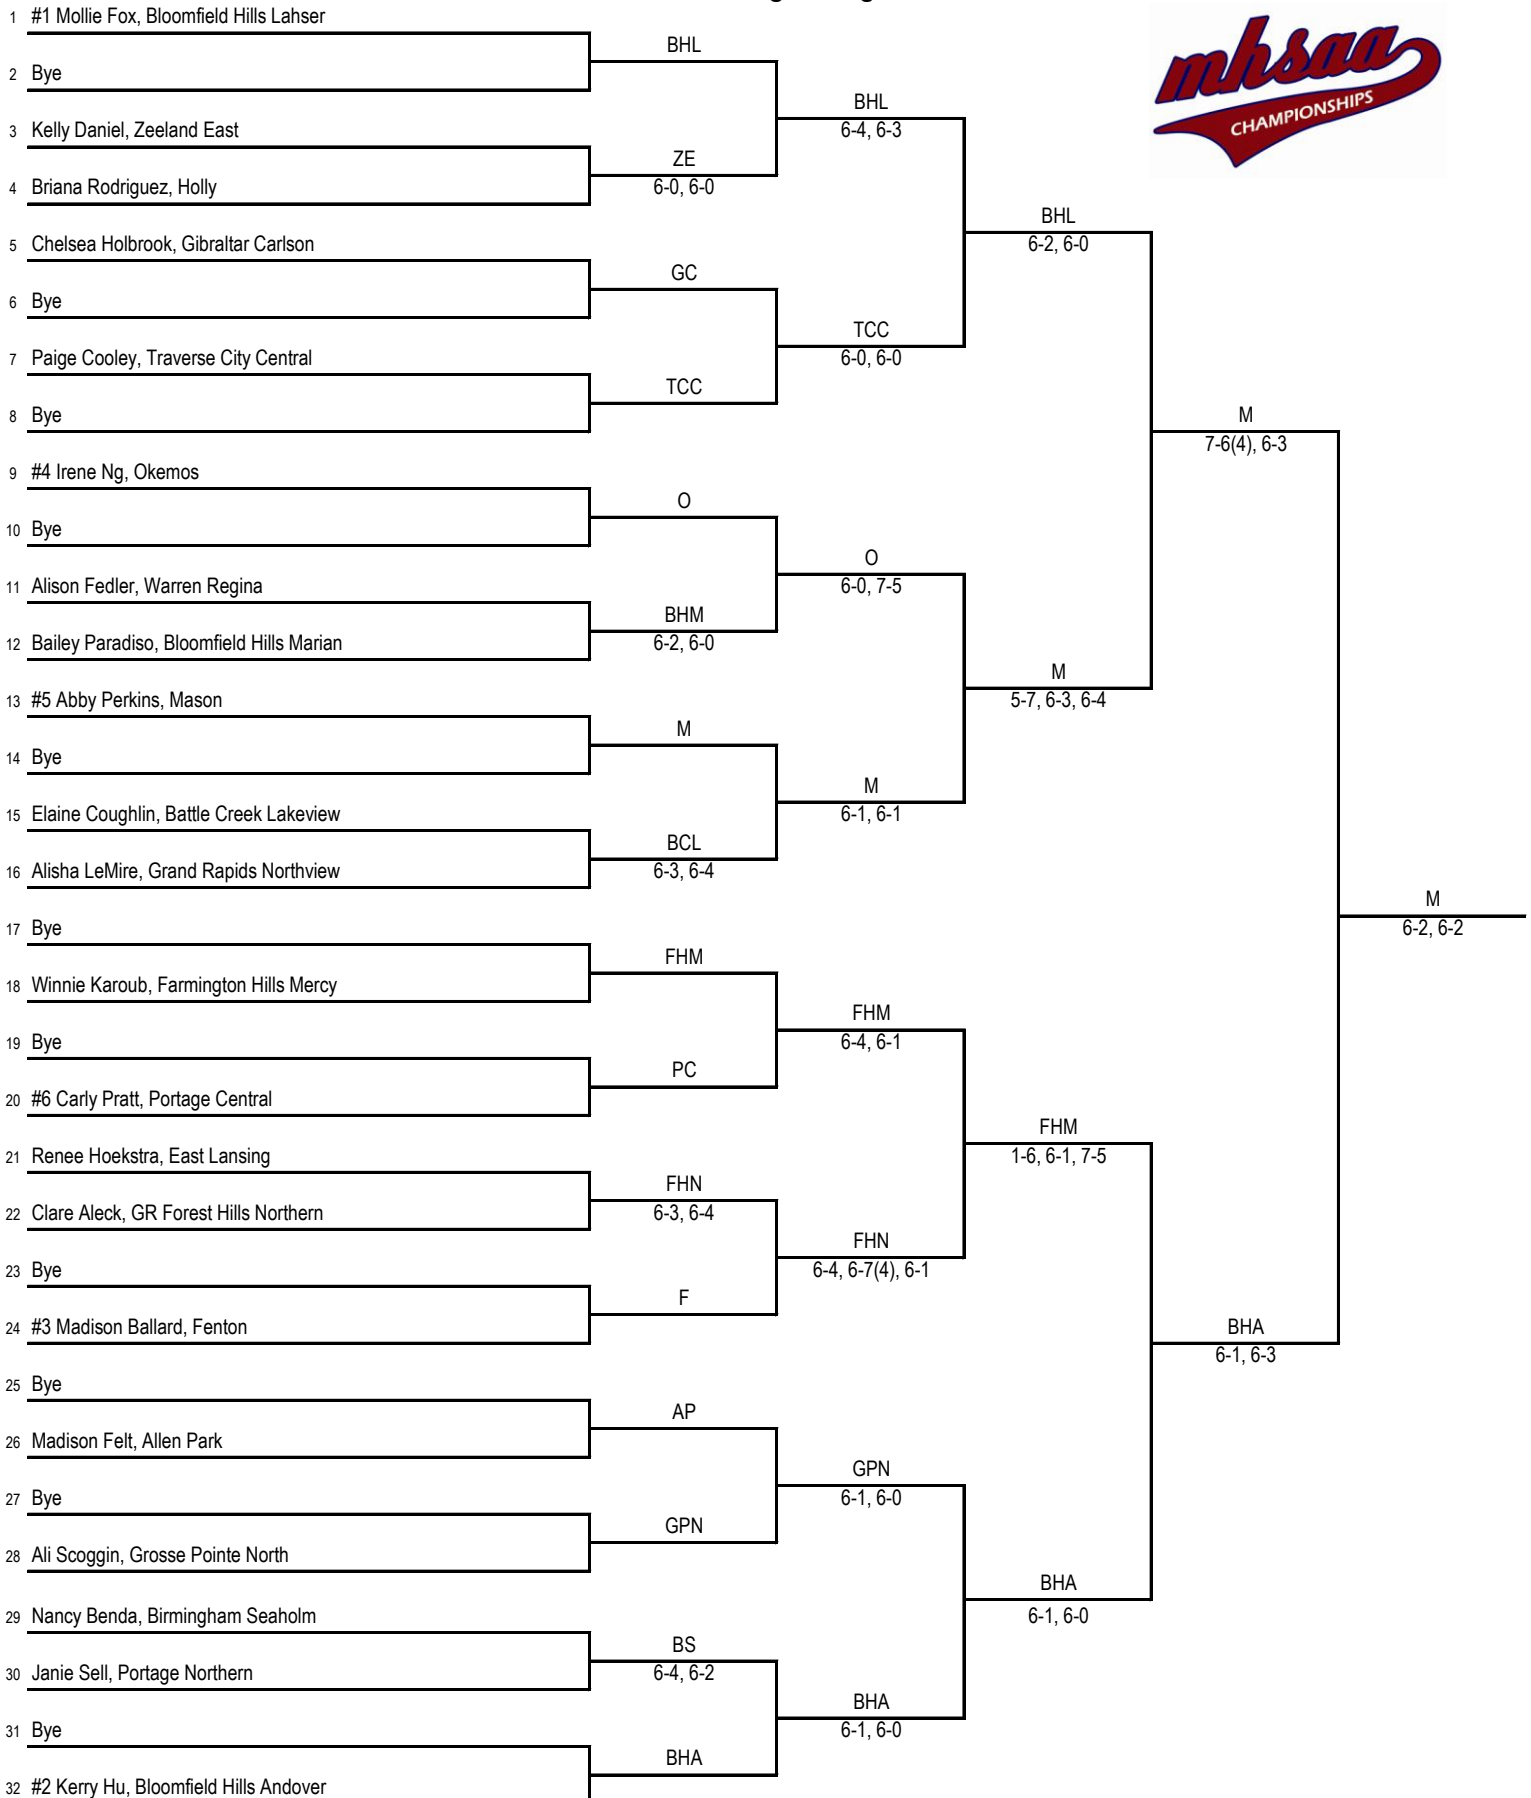 1 #1 Mollie Fox, Bloomfield Hills Lahser
BHL
2 Bye
BHL
6-4, 6-3
3 Kelly Daniel, Zeeland East
ZE
6-0, 6-0
4 Briana Rodriguez, Holly
BHL
6-2, 6-0
5 Chelsea Holbrook, Gibraltar Carlson
GC
6 Bye
TCC
6-0, 6-0
7 Paige Cooley, Traverse City Central
TCC
8 Bye
M
7-6(4), 6-3
9 #4 Irene Ng, Okemos
O
10 Bye
O
6-0, 7-5
11 Alison Fedler, Warren Regina
BHM
6-2, 6-0
12 Bailey Paradiso, Bloomfield Hills Marian
M
5-7, 6-3, 6-4
13 #5 Abby Perkins, Mason
M
14 Bye
M
6-1, 6-1
15 Elaine Coughlin, Battle Creek Lakeview
BCL
6-3, 6-4
16 Alisha LeMire, Grand Rapids Northview
M
6-2, 6-2
17 Bye
FHM
18 Winnie Karoub, Farmington Hills Mercy
FHM
6-4, 6-1
19 Bye
PC
20 #6 Carly Pratt, Portage Central
FHM
1-6, 6-1, 7-5
21 Renee Hoekstra, East Lansing
FHN
6-3, 6-4
22 Clare Aleck, GR Forest Hills Northern
FHN
6-4, 6-7(4), 6-1
23 Bye
F
24 #3 Madison Ballard, Fenton
BHA
6-1, 6-3
25 Bye
AP
26 Madison Felt, Allen Park
GPN
6-1, 6-0
27 Bye
GPN
28 Ali Scoggin, Grosse Pointe North
BHA
6-1, 6-0
29 Nancy Benda, Birmingham Seaholm
BS
6-4, 6-2
30 Janie Sell, Portage Northern
BHA
6-1, 6-0
31 Bye
BHA
32 #2 Kerry Hu, Bloomfield Hills Andover
mhsaa
CHAMPIONSHIPS